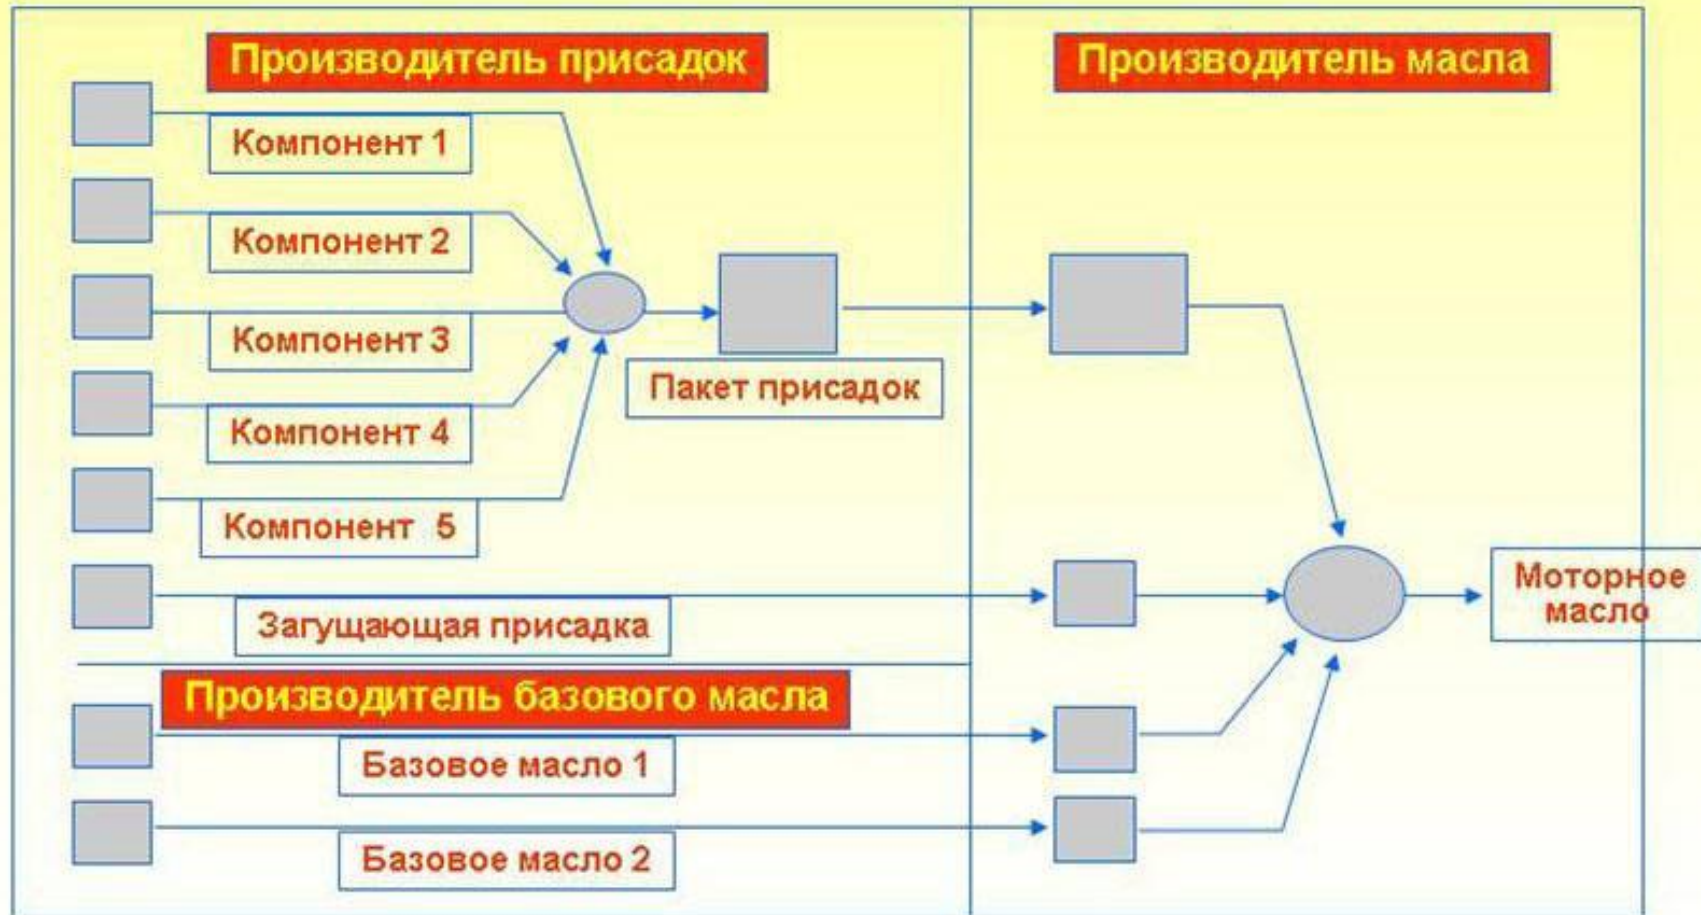 Производитель присадок
Производитель масла
Компонент 1
Компонент 2
Компонент 3
Компонент 4
Компонент 5
Пакет присадок
Загущающая присадка
Моторное
масло
Производитель базового масла
Базовое масло 1
Базовое масло 2